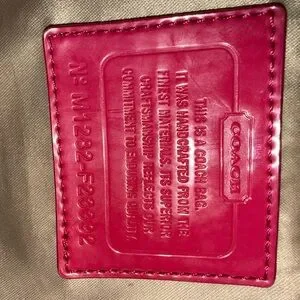 COACH
THIS IS A COACH BAG.
IT WAS HANDCRAFTED FROM THE
FINEST MATERIALS. ITS SUPERIOR
CRAFTSMANSHIP REFLECTS OUR
COMMITMENT TO ENDURING QUALITY.